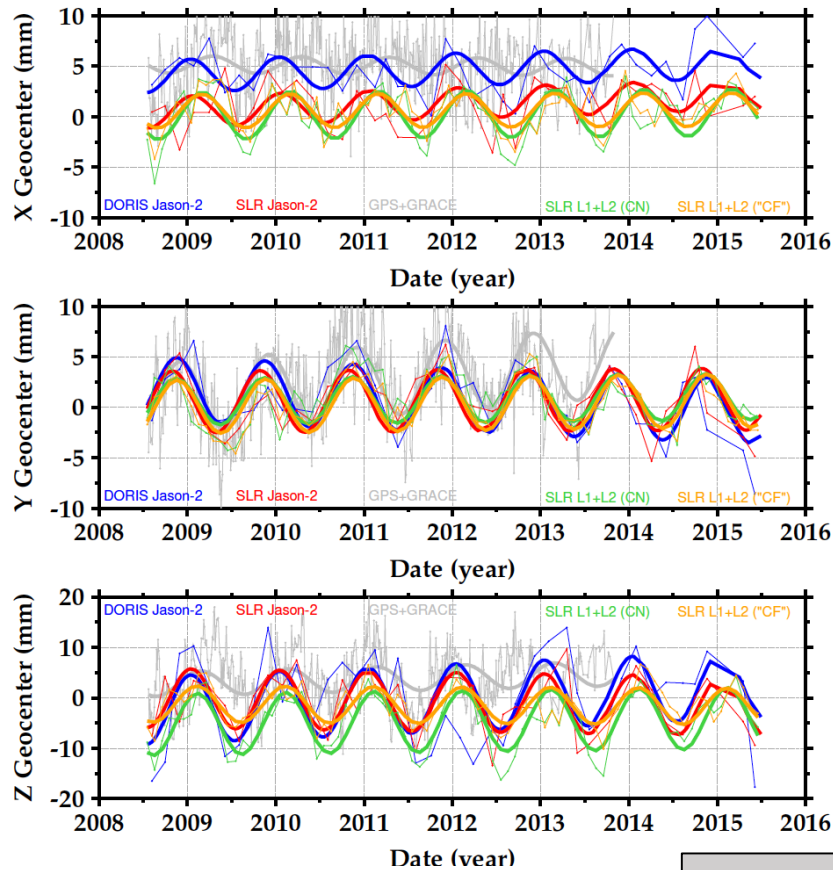 X Geocenter (mm)
10
5
0
-5
-10
DORIS Jason-2 SLR Jason-2 GPS+GRACE SLR L1+L2 (CN) SLR L1+L2 ("CF")
2008 2009 2010 2011 2012 2013 2014 2015 2016
Date (year)
Y Geocenter (mm)
10
5
0
-5
-10
DORIS Jason-2 SLR Jason-2 GPS+GRACE SLR L1+L2 (CN) SLR L1+L2 ("CF")
2008 2009 2010 2011 2012 2013 2014 2015 2016
Date (year)
Z Geocenter (mm)
20
DORIS Jason-2 SLR Jason-2 GPS+GRACE SLR L1+L2 (CN) SLR L1+L2 ("CF")
10
0
-10
-20
2008 2009 2010 2011 2012 2013 2014 2015 2016
Date (year)